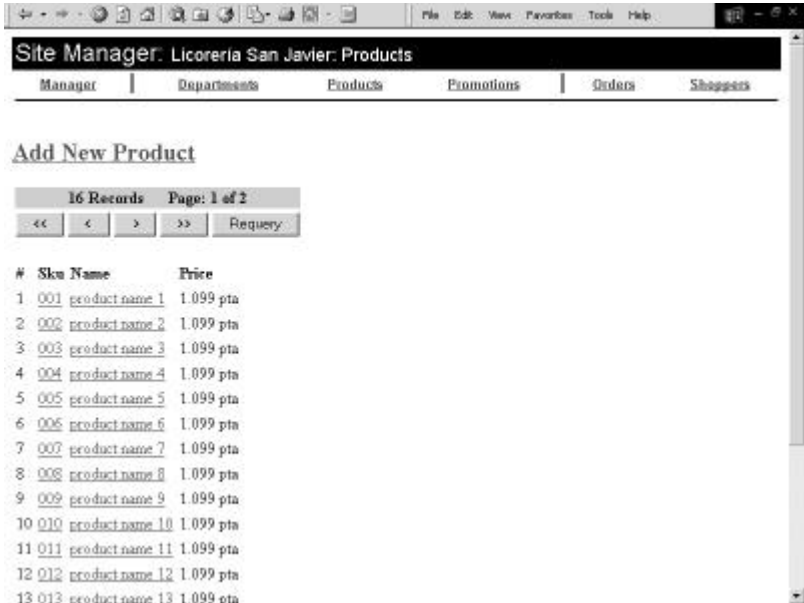 File Edit View Favorites Tools Help
Site Manager: Licorería San Javier: Products
Manager | Departments Products Promotions | Orders Shoppers
Add New Product
16 Records Page: 1 of 2
<< < > >> Requery
# Sku Name Price
1 001 product name 1 1.099 pta
2 002 product name 2 1.099 pta
3 003 product name 3 1.099 pta
4 004 product name 4 1.099 pta
5 005 product name 5 1.099 pta
6 006 product name 6 1.099 pta
7 007 product name 7 1.099 pta
8 008 product name 8 1.099 pta
9 009 product name 9 1.099 pta
10 010 product name 10 1.099 pta
11 011 product name 11 1.099 pta
12 012 product name 12 1.099 pta
13 013 product name 13 1.099 pta